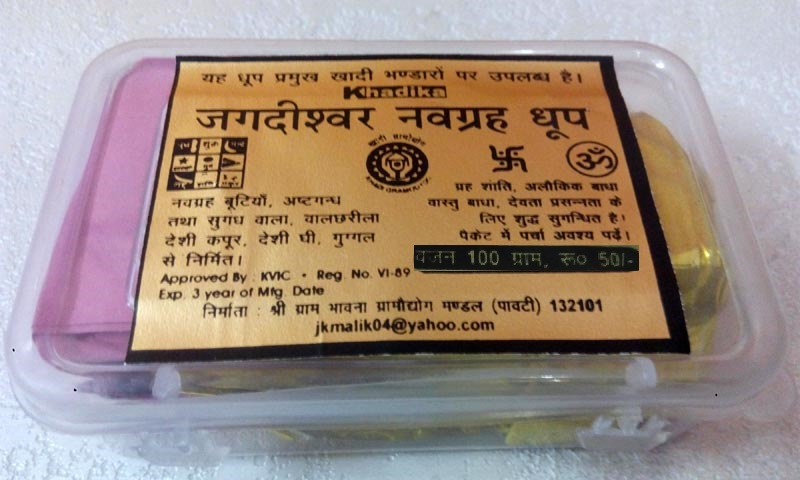 यह धूप प्रमुख खादी भण्डारों पर उपलब्ध है।
Khadika
जगदीश्वर नवग्रह धूप
ॐ
नवग्रह बूटियाँ, अष्टगन्ध
तथा सुगध वाला, वालछरीला
देशी कपूर, देशी घी, गुग्गल
से निर्मित।
ग्रह शांति, अलौकिक बाधा
वास्तु बाधा, देवता प्रसन्नता के
लिए शुद्ध सुगन्धित है।
पैकेट में पर्चा अवश्य पढ़ें।
वजन 100 ग्राम, रू० 50/-
Approved By : KVIC • Reg. No. VI-89
Exp. 3 year of Mfg. Date
निर्माता : श्री ग्राम भावना ग्रामौद्योग मण्डल (पावटी) 132101
jkmalik04@yahoo.com